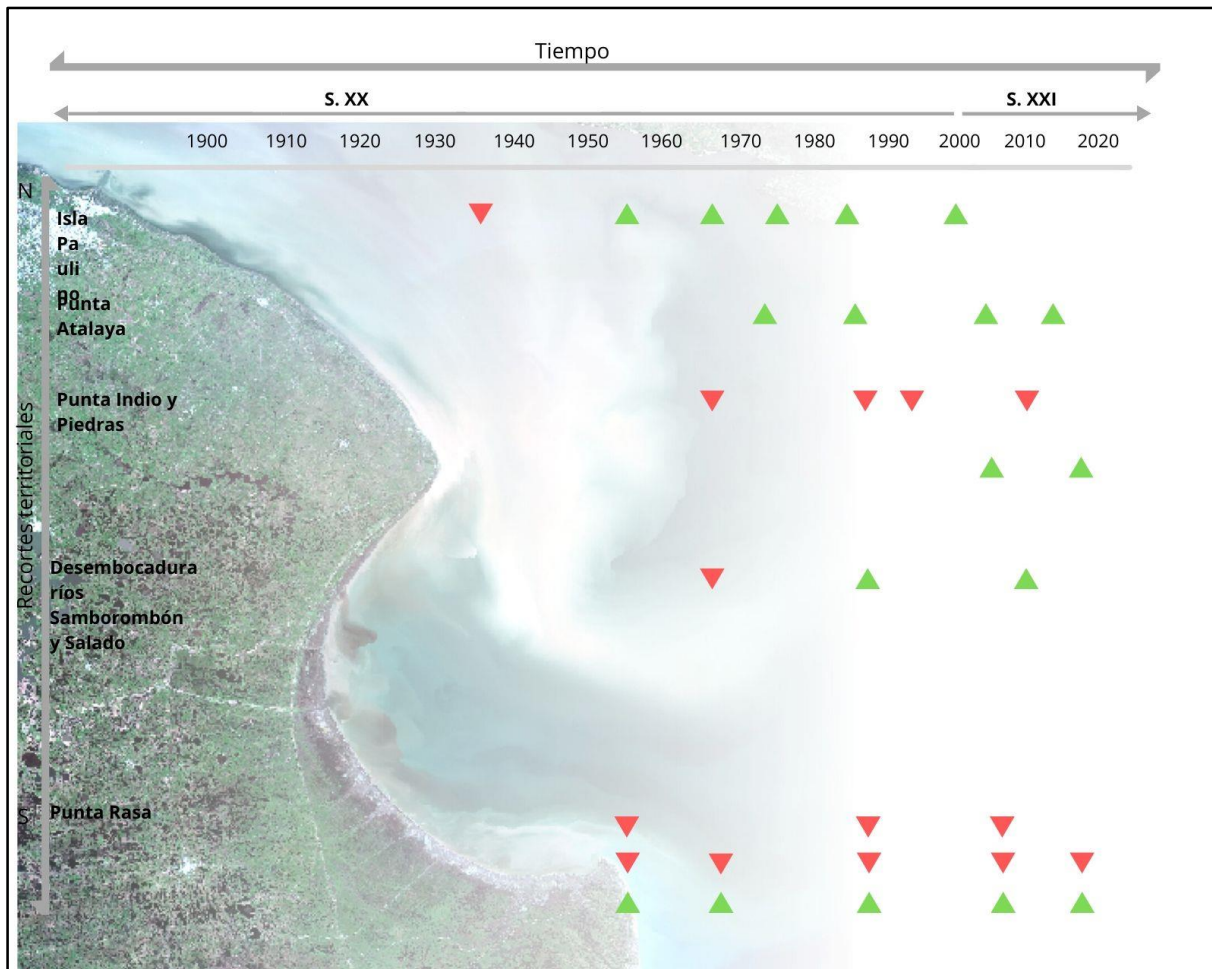 Tiempo
S. XX
S. XXI
1900 1910 1920 1930 1940 1950 1960 1970 1980 1990 2000 2010 2020
N
Isla
Pa
uli
no
Punta
Atalaya
Punta Indio y
Piedras
Recortes territoriales
Desembocadura
ríos
Samborombón
y Salado
Punta Rasa
S